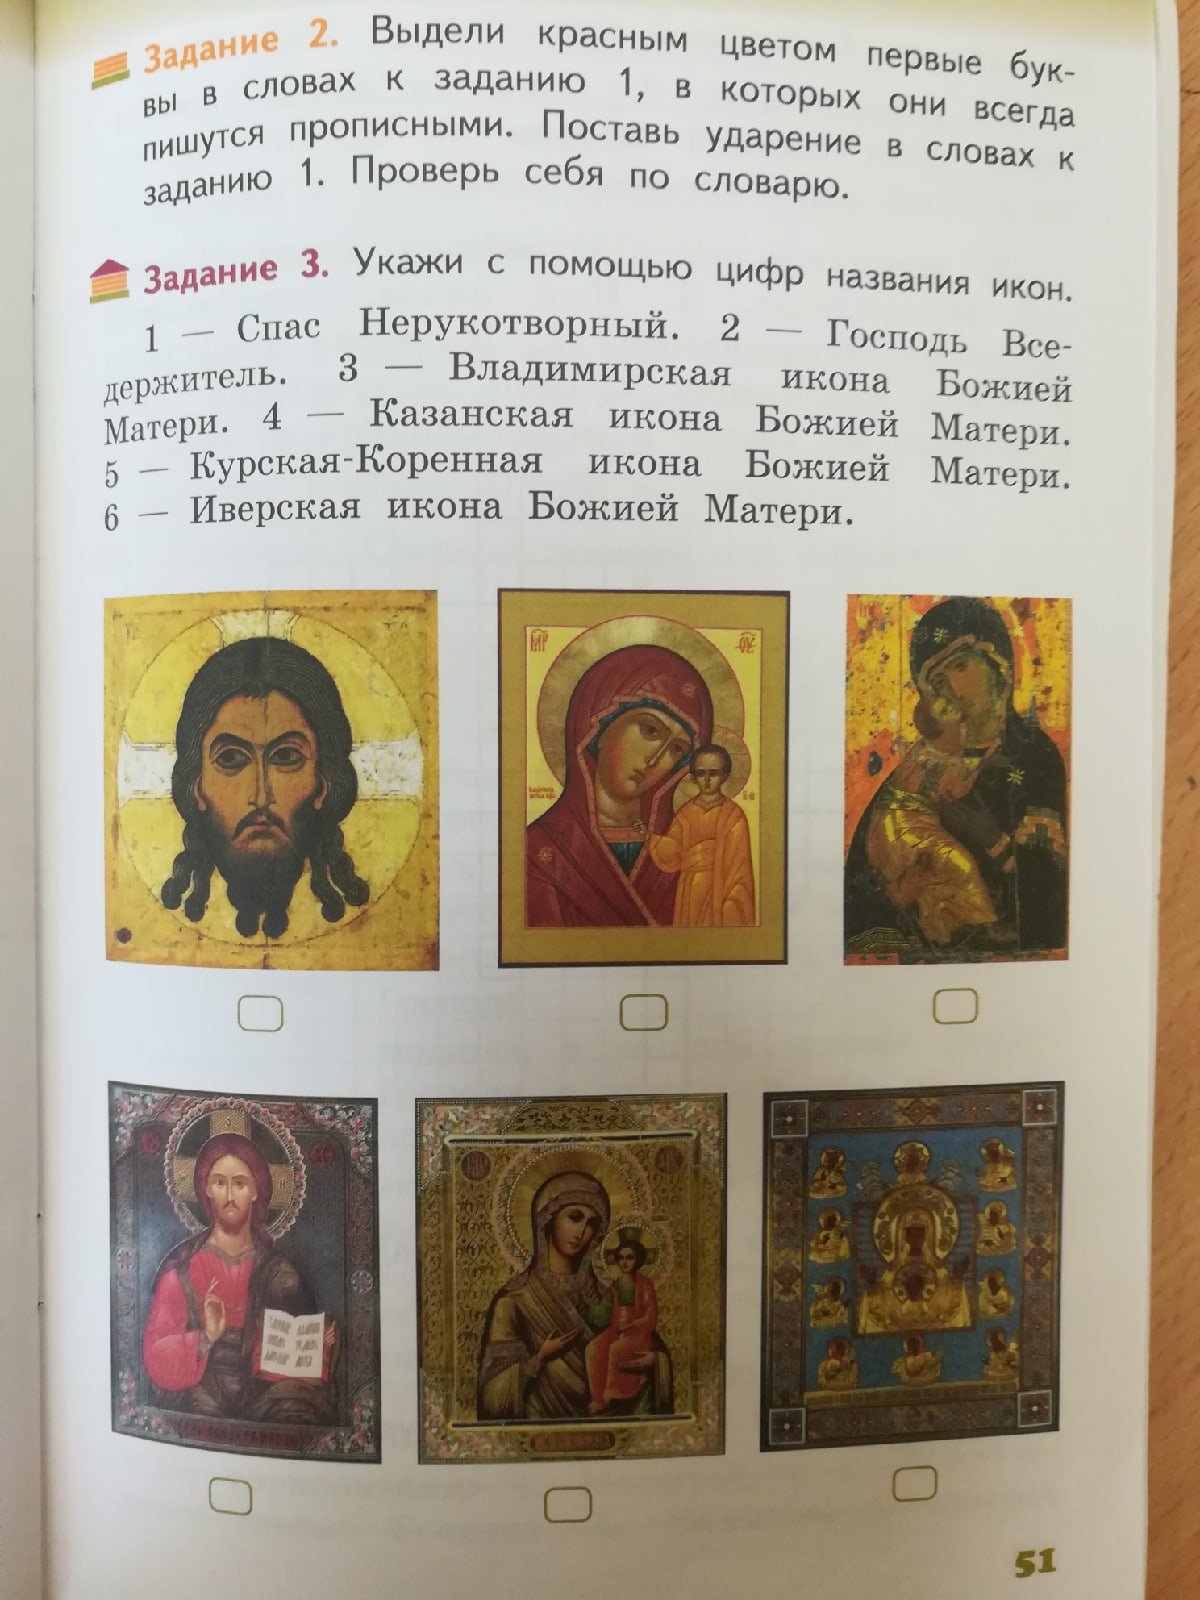 Задание 2. Выдели красным цветом первые бук-
вы в словах к заданию 1, в которых они всегда
пишутся прописными. Поставь ударение в словах к
заданию 1. Проверь себя по словарю.
Задание 3. Укажи с помощью цифр названия икон.
1 — Спас Нерукотворный. 2 — Господь Все-
держитель. 3 — Владимирская икона Божией
Матери. 4 — Казанская икона Божией Матери.
5 — Курская-Коренная икона Божией Матери.
6 — Иверская икона Божией Матери.
51